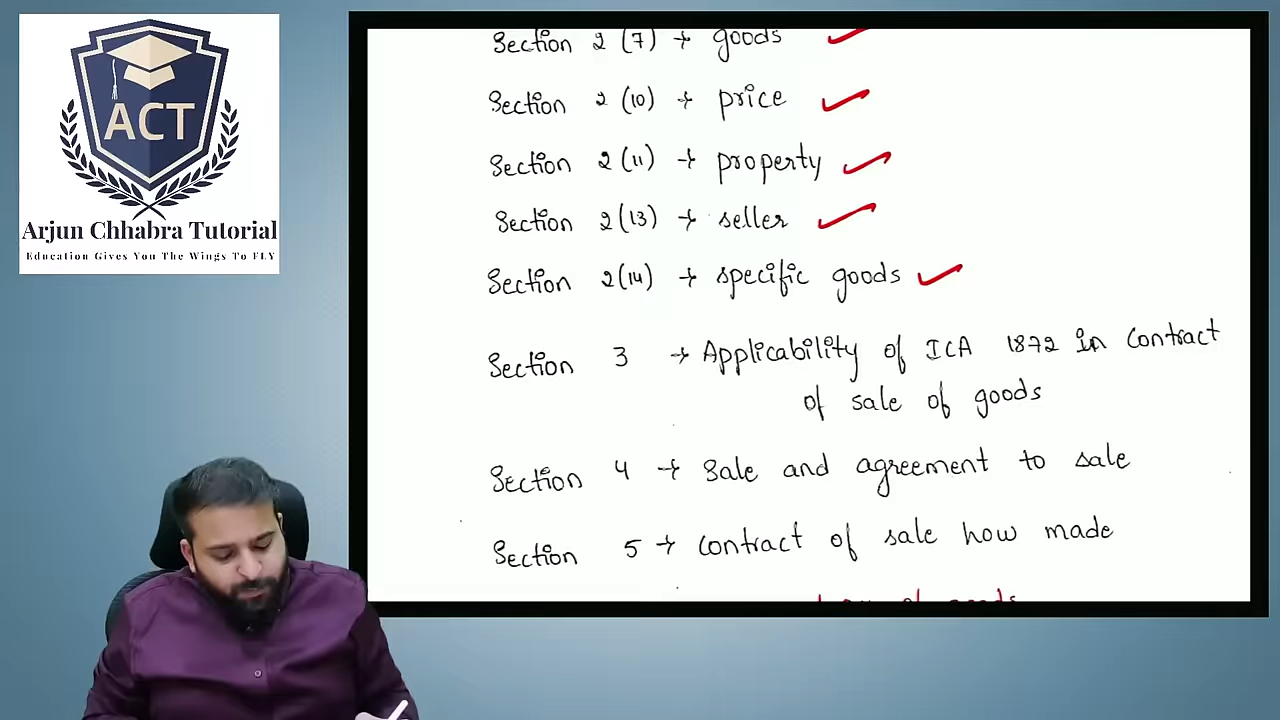 ACT
Arjun Chhabra Tutorial
Education Gives You The Wings To FLY
Section 2 (7) → goods
Section 2 (10) → price
Section 2 (11) → property
Section 2 (13) → seller
Section 2 (14) → specific goods
Section 3 → Applicability of ICA 1872 in contract
of sale of goods
Section 4 → Sale and agreement to sale
Section 5 → contract of sale how made
of goods